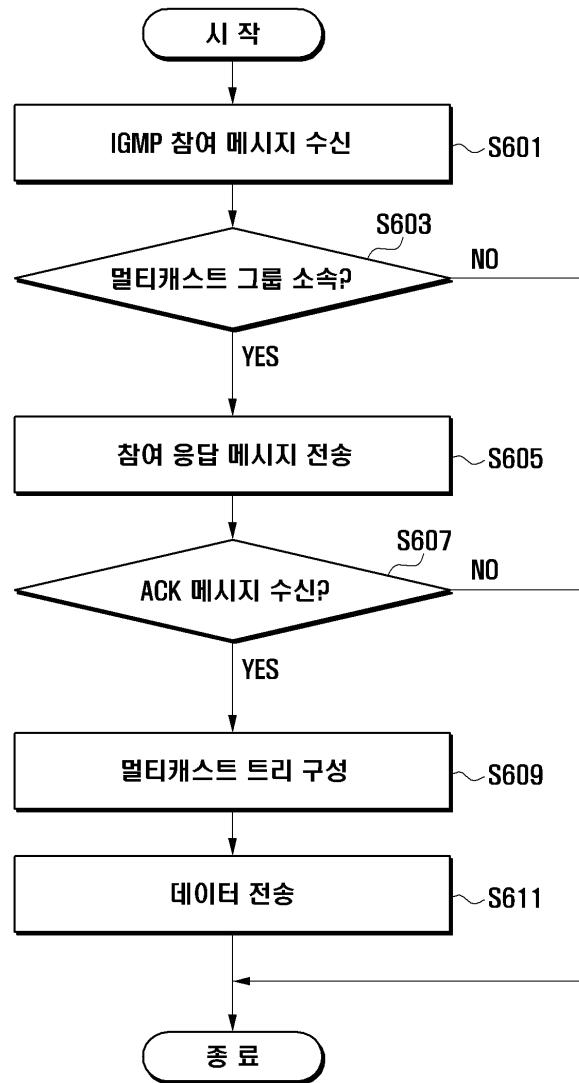 시 작
IGMP 참여 메시지 수신
S601
S603
멀티캐스트 그룹 소속?
NO
YES
참여 응답 메시지 전송
S605
S607
ACK 메시지 수신?
NO
YES
멀티캐스트 트리 구성
S609
데이터 전송
S611
종 료